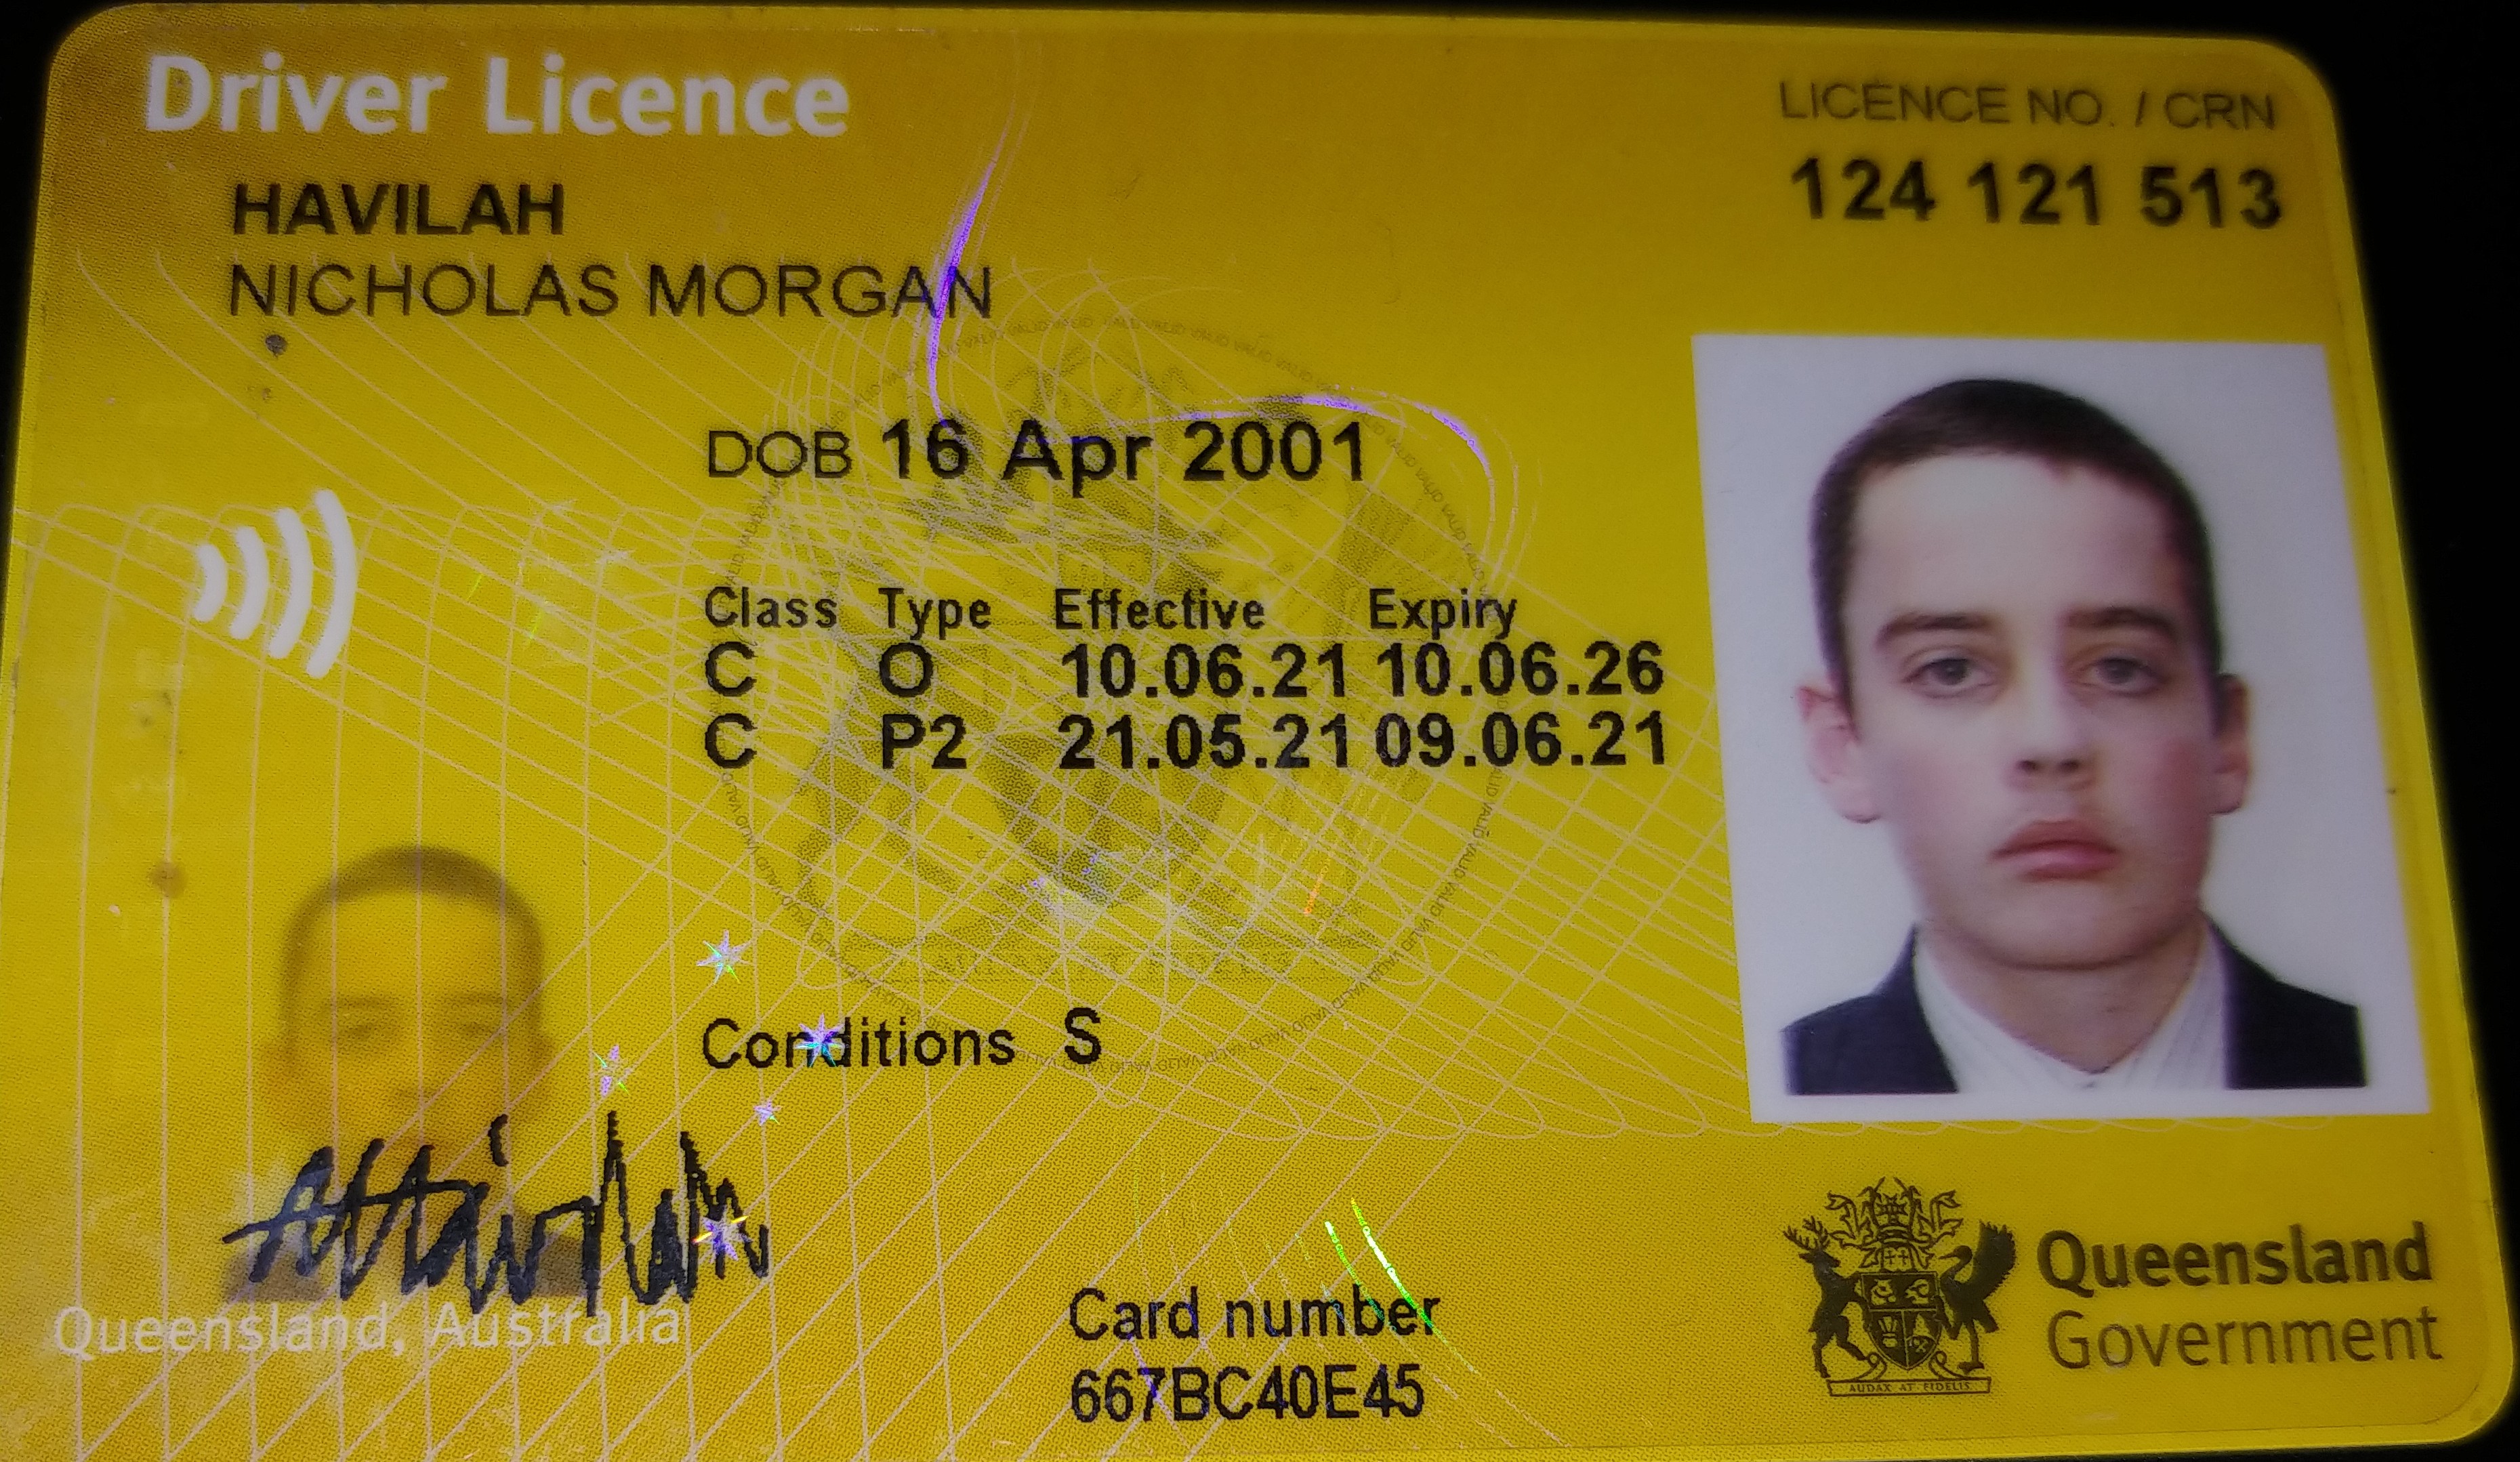 Driver Licence
LICENCE NO. / CRN
124 121 513
HAVILAH
NICHOLAS MORGAN
DOB 16 Apr 2001
Class Type Effective Expiry
C O 10.06.21 10.06.26
C P2 21.05.21 09.06.21
Conditions S
Queensland, Australia
Card number
667BC40E45
Queensland
Government
AUDAX AT FIDELIS